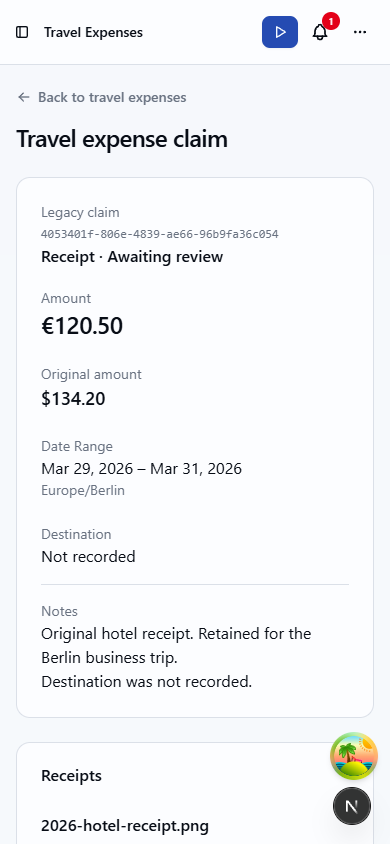 Travel Expenses
1
Back to travel expenses
Travel expense claim
Legacy claim
4053401f-806e-4839-ae66-96b9fa36c054
Receipt · Awaiting review
Amount
€120.50
Original amount
$134.20
Date Range
Mar 29, 2026 – Mar 31, 2026
Europe/Berlin
Destination
Not recorded
Notes
Original hotel receipt. Retained for the
Berlin business trip.
Destination was not recorded.
Receipts
N
2026-hotel-receipt.png